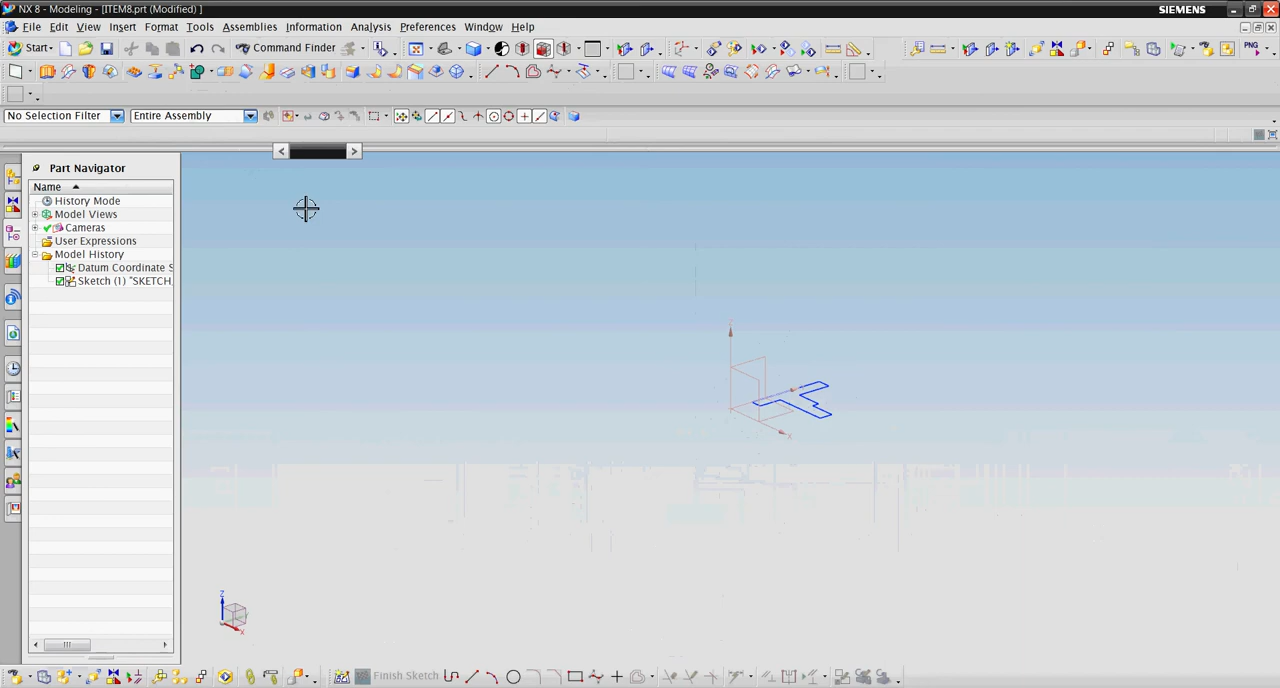 NX 8 - Modeling - [ITEM8.prt (Modified) ]
SIEMENS
File Edit View Insert Format Tools Assemblies Information Analysis Preferences Window Help
Start Command Finder PNG
No Selection Filter Entire Assembly
Part Navigator
Name
History Mode
Model Views
Cameras
User Expressions
Model History
Datum Coordinate S
Sketch (1) "SKETCH_
Z
X
Z
X
Finish Sketch